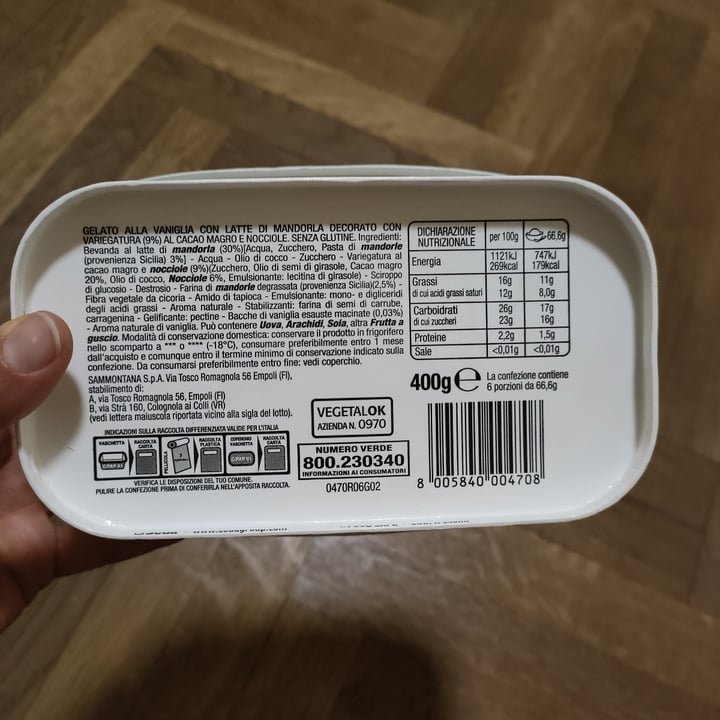 GELATO ALLA VANIGLIA CON LATTE DI MANDORLA DECORATO CON
VARIEGATURA (9%) AL CACAO MAGRO E NOCCIOLE. SENZA GLUTINE. Ingredienti:
Bevanda al latte di mandorla (30%)[Acqua, Zucchero, Pasta di mandorle
(provenienza Sicilia) 3%] - Acqua - Olio di cocco - Zucchero - Variegatura al
cacao magro e nocciole (9%)(Zucchero, Olio di semi di girasole, Cacao magro
20%, Olio di cocco, Nocciole 6%, Emulsionante: lecitina di girasole) - Sciroppo
di glucosio - Destrosio - Farina di mandorle degrassata (provenienza Sicilia)(2,5%) -
Fibra vegetale da cicoria - Amido di tapioca - Emulsionante: mono- e digliceridi
degli acidi grassi - Aroma naturale - Stabilizzanti: farina di semi di carrube,
carragenina - Gelificante: pectine - Bacche di vaniglia esauste macinate (0,03%)
- Aroma naturale di vaniglia. Può contenere Uova, Arachidi, Soia, altra Frutta a
guscio. Modalità di conservazione domestica: conservare il prodotto in frigorifero
nello scomparto a *** o **** (-18°C), consumare preferibilmente entro 1 mese
dall'acquisto e comunque entro il termine minimo di conservazione indicato sulla
confezione. Da consumarsi preferibilmente entro fine: vedi coperchio.
SAMMONTANA S.p.A. Via Tosco Romagnola 56 Empoli (FI),
stabilimento di:
A, via Tosco Romagnola 56, Empoli (FI)
B, via Strà 160, Colognola ai Colli (VR)
(vedi lettera maiuscola riportata vicino alla sigla del lotto).
INDICAZIONI SULLA RACCOLTA DIFFERENZIATA VALIDE PER L'ITALIA
VASCHETTA RACCOLTA CARTA PELLICOLA RACCOLTA PLASTICA COPERCHIO VASCHETTA RACCOLTA CARTA
C/PAP 81 7 C/PAP 81
VERIFICA LE DISPOSIZIONI DEL TUO COMUNE.
PULIRE LA CONFEZIONE PRIMA DI CONFERIRLA NELL'APPOSITA RACCOLTA.
VEGETALOK
AZIENDA N. 0970
NUMERO VERDE
800.230340
INFORMAZIONI AI CONSUMATORI
0470R06G02
DICHIARAZIONE NUTRIZIONALE per 100g 66,6g
Energia 1121kJ 269kcal 747kJ 179kcal
Grassi 16g 11g
di cui acidi grassi saturi 12g 8,0g
Carboidrati 26g 17g
di cui zuccheri 23g 16g
Proteine 2,2g 1,5g
Sale <0,01g <0,01g
400g e La confezione contiene
6 porzioni da 66,6g
8 005840 004708